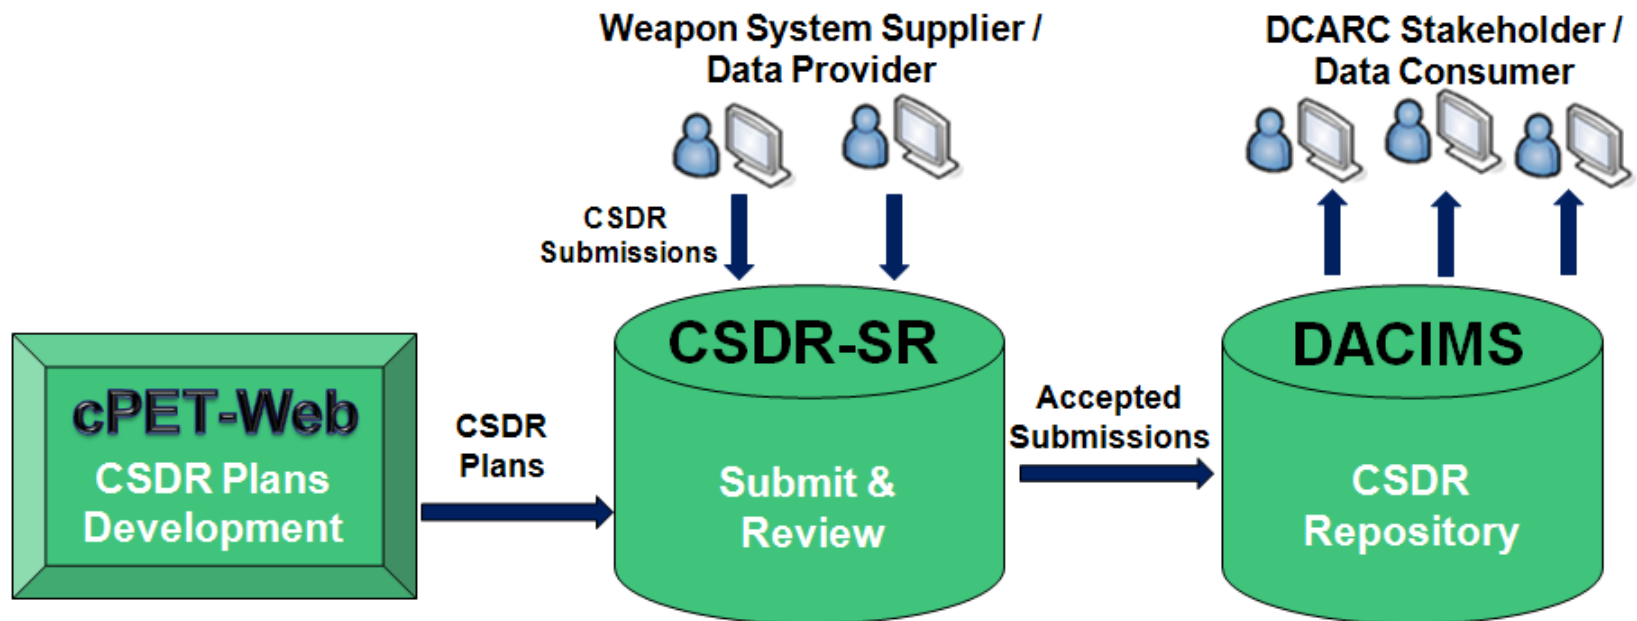 Weapon System Supplier /
Data Provider
DCARC Stakeholder /
Data Consumer
CSDR
Submissions
cPET-Web
CSDR Plans
Development
CSDR
Plans
CSDR-SR
Submit &
Review
Accepted
Submissions
DACIMS
CSDR
Repository